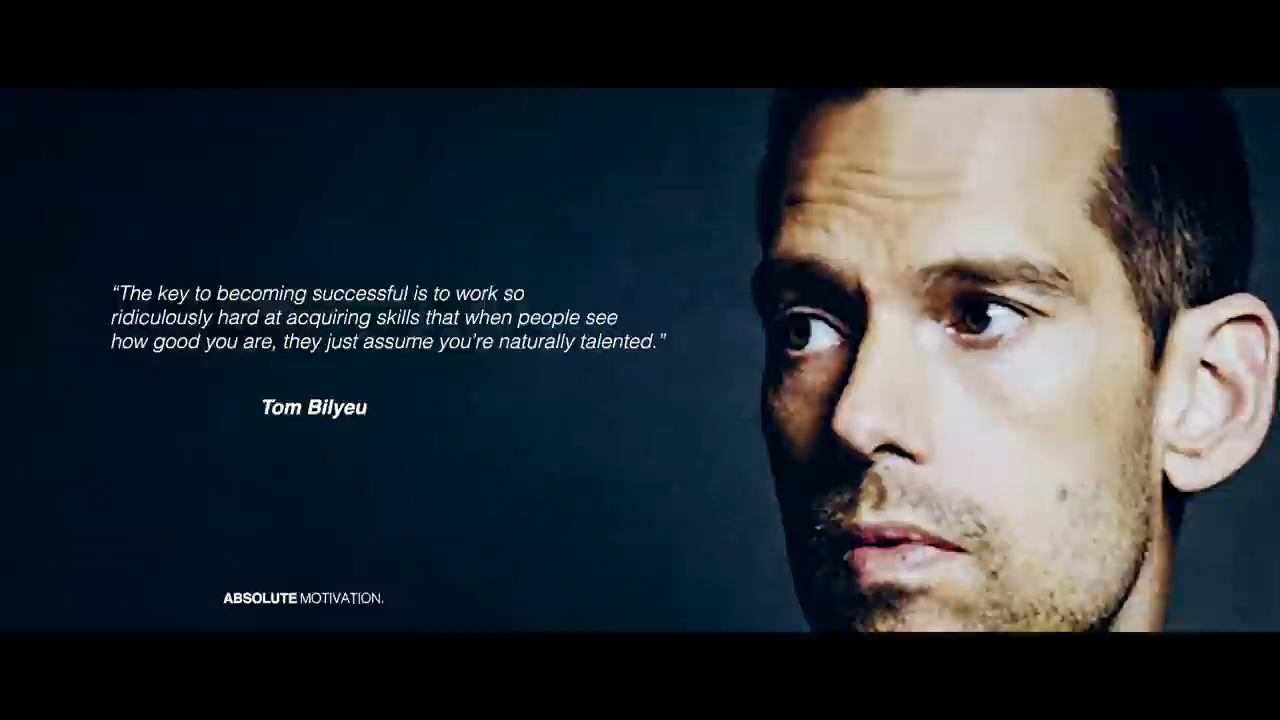 “The key to becoming successful is to work so
ridiculously hard at acquiring skills that when people see
how good you are, they just assume you’re naturally talented.”
Tom Bilyeu
ABSOLUTE MOTIVATION.